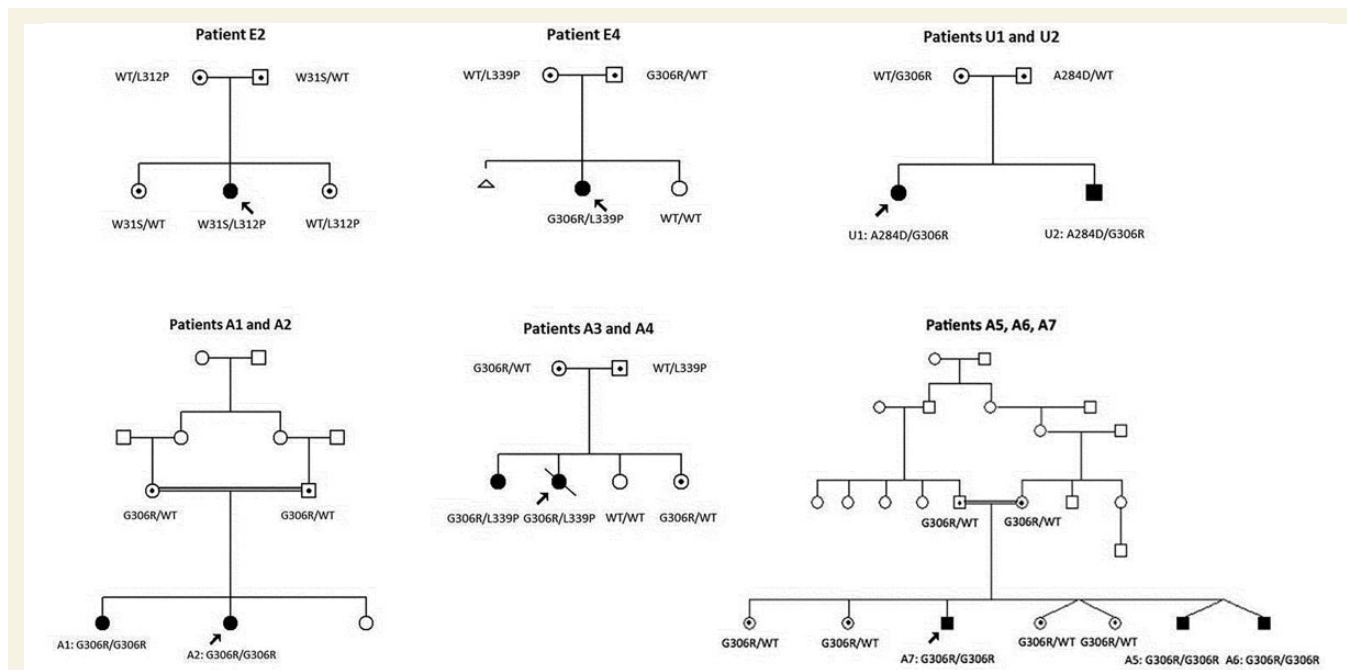 Patient E2
WT/L312P
W31S/WT
W31S/WT
W31S/L312P
WT/L312P
Patient E4
WT/L339P
G306R/WT
G306R/L339P
WT/WT
Patients U1 and U2
WT/G306R
A284D/WT
U1: A284D/G306R
U2: A284D/G306R
Patients A1 and A2
G306R/WT
G306R/WT
A1: G306R/G306R
A2: G306R/G306R
Patients A3 and A4
G306R/WT
WT/L339P
G306R/L339P
G306R/L339P
WT/WT
G306R/WT
Patients A5, A6, A7
G306R/WT
G306R/WT
G306R/WT
G306R/WT
A7: G306R/G306R
G306R/WT
G306R/WT
A5: G306R/G306R
A6: G306R/G306R